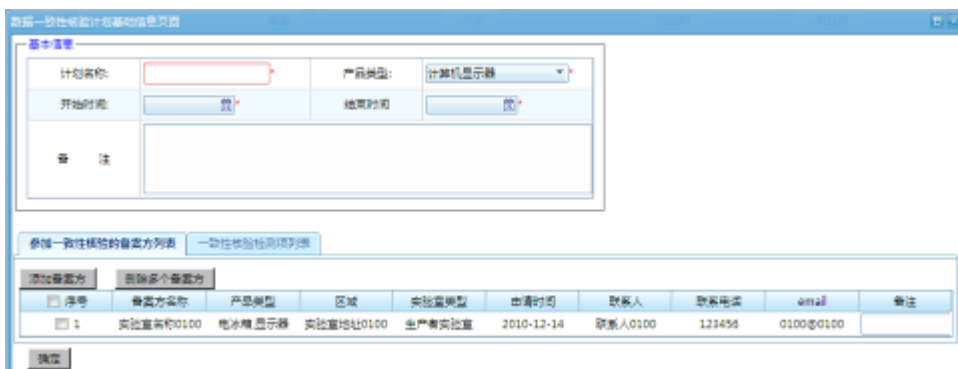 数据一致性核验计划基础信息页面
基本信息
计划名称: * 产品类型: 计算机显示器 *
开始时间: * 结束时间 *
备 注
参加一致性核验的备案方列表 一致性核验检测项列表
添加备案方 删除多个备案方
序号 备案方名称 产品类型 区域 实验室类型 申请时间 联系人 联系电话 email 备注
1 实验室名称0100 电冰箱 显示器 实验室地址0100 生产者实验室 2010-12-14 联系人0100 123456 0100@0100
确定